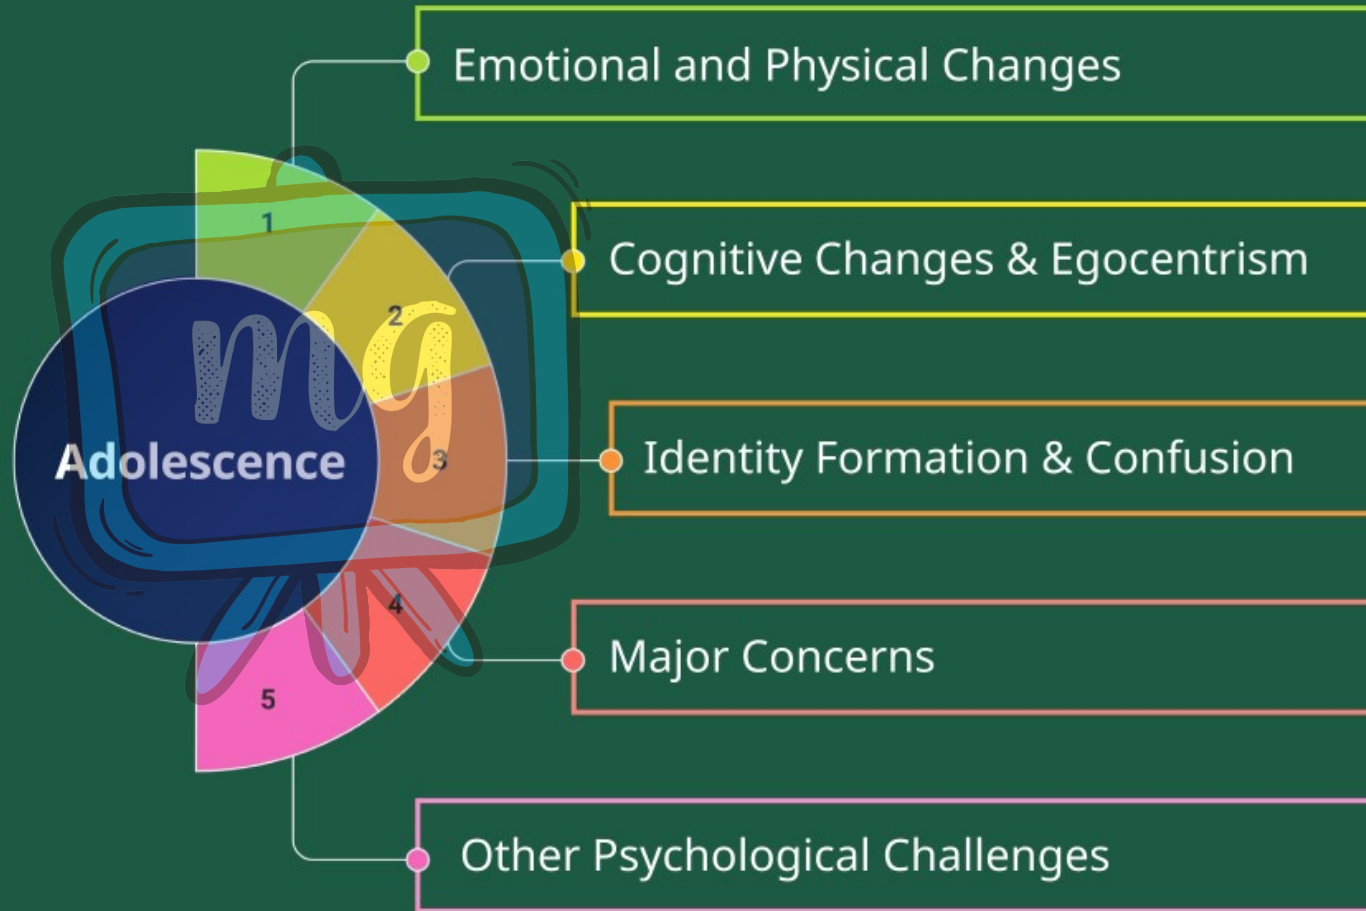 Emotional and Physical Changes
1
Cognitive Changes & Egocentrism
2
mg
Adolescence
3
Identity Formation & Confusion
4
Major Concerns
5
Other Psychological Challenges